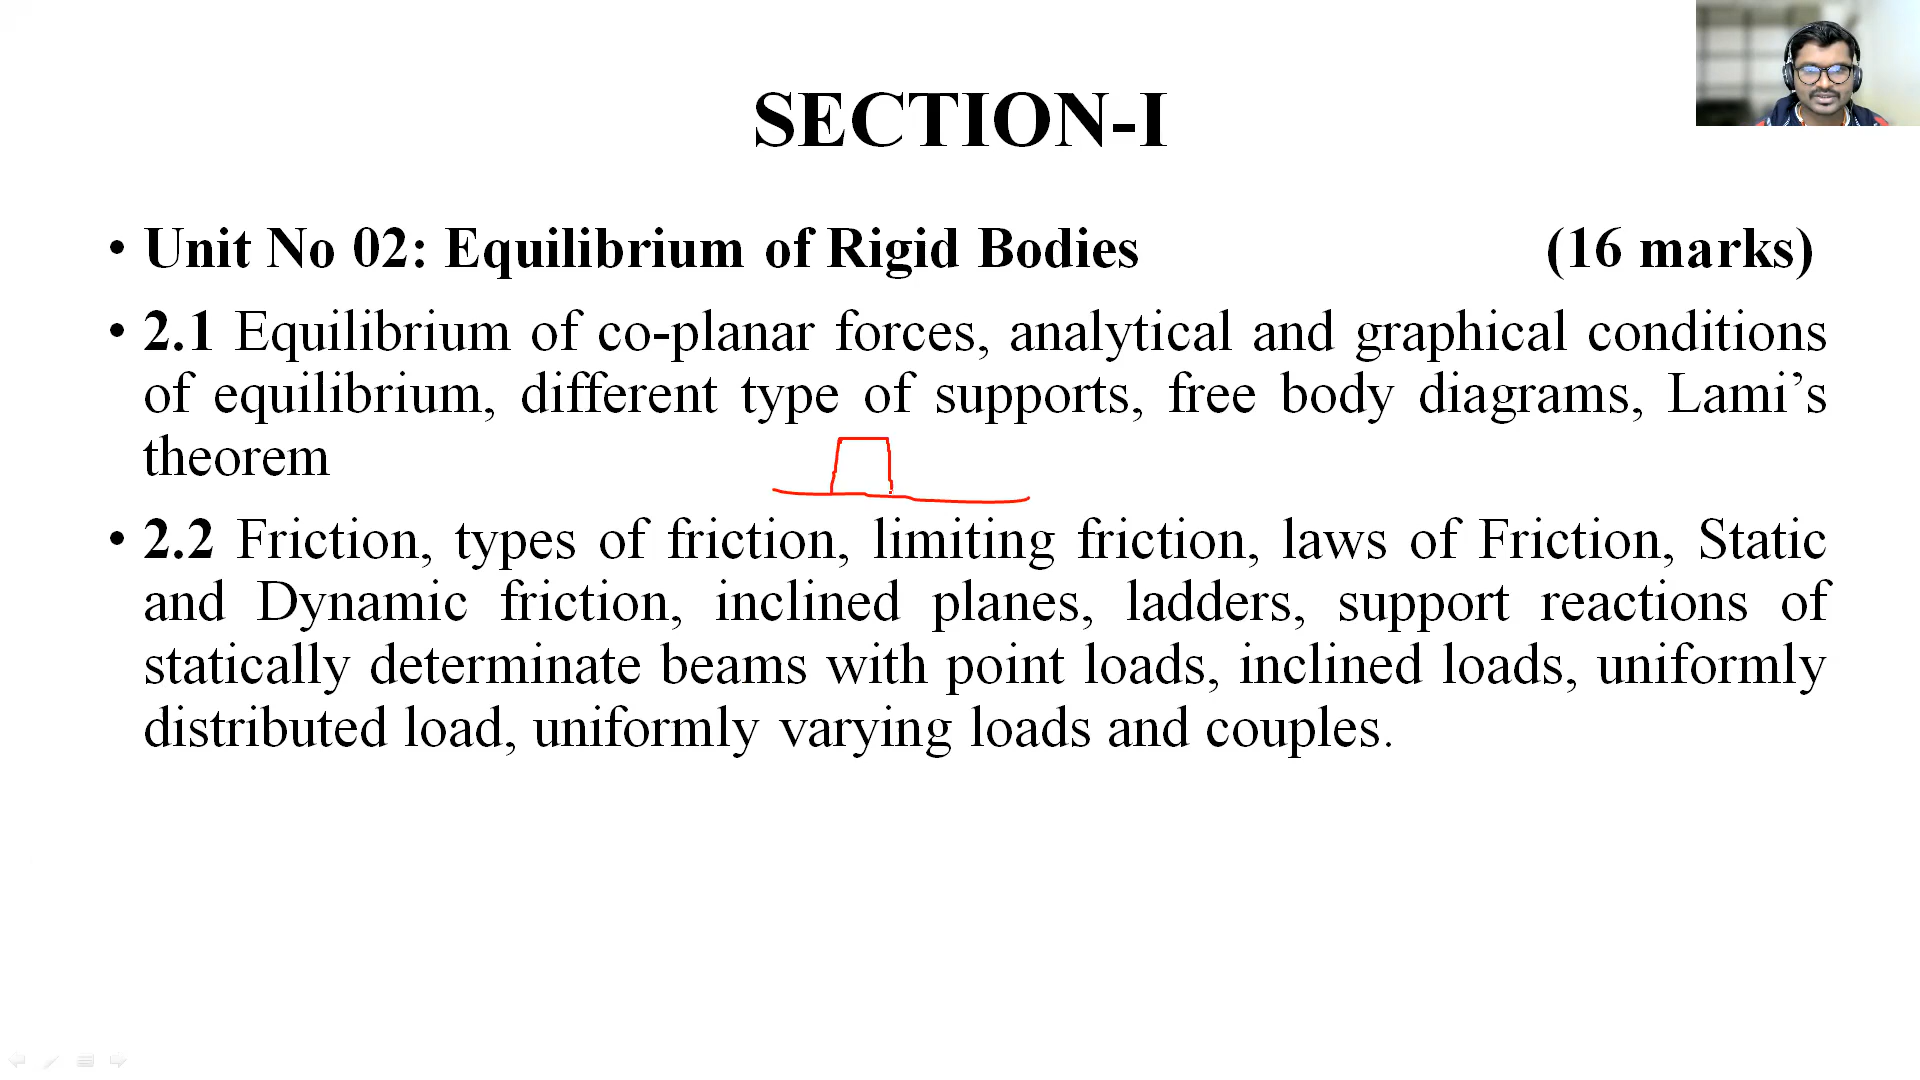 SECTION-I
• Unit No 02: Equilibrium of Rigid Bodies (16 marks)
• 2.1 Equilibrium of co-planar forces, analytical and graphical conditions
of equilibrium, different type of supports, free body diagrams, Lami’s
theorem
• 2.2 Friction, types of friction, limiting friction, laws of Friction, Static
and Dynamic friction, inclined planes, ladders, support reactions of
statically determinate beams with point loads, inclined loads, uniformly
distributed load, uniformly varying loads and couples.